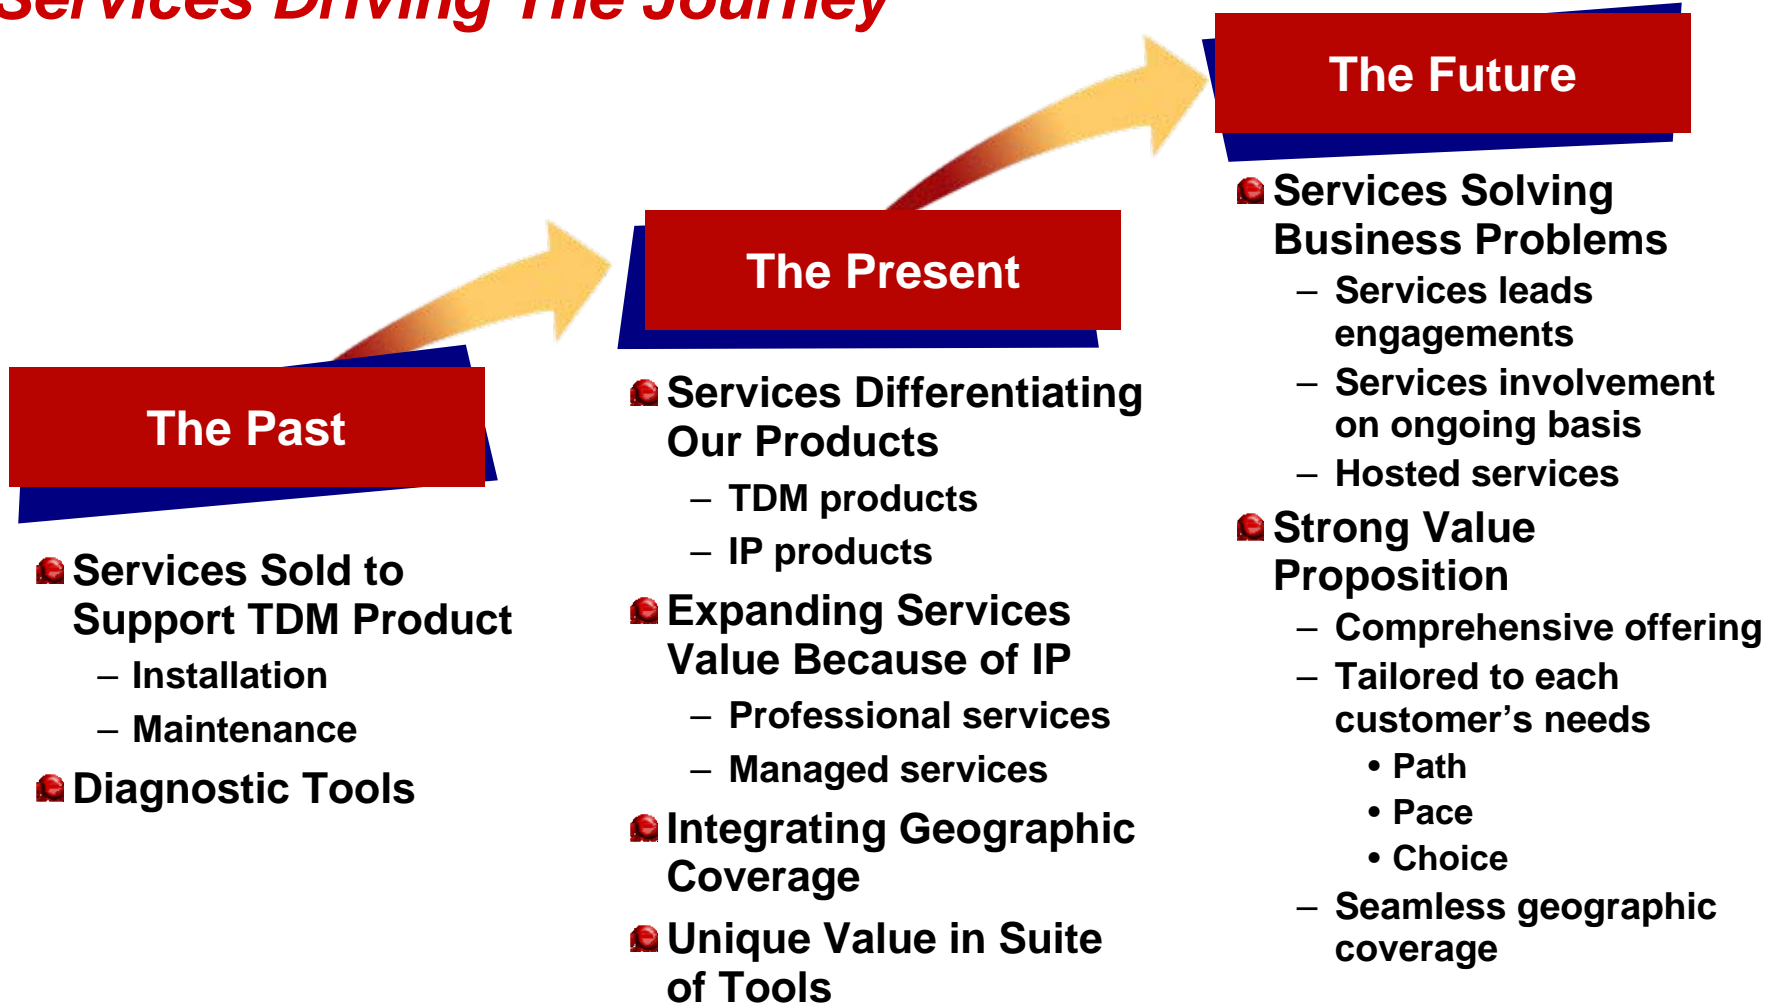 Services Driving The Journey
The Past
Services Sold to
Support TDM Product
– Installation
– Maintenance
Diagnostic Tools
The Present
Services Differentiating
Our Products
– TDM products
– IP products
Expanding Services
Value Because of IP
– Professional services
– Managed services
Integrating Geographic
Coverage
Unique Value in Suite
of Tools
The Future
Services Solving
Business Problems
– Services leads
engagements
– Services involvement
on ongoing basis
– Hosted services
Strong Value
Proposition
– Comprehensive offering
– Tailored to each
customer’s needs
• Path
• Pace
• Choice
– Seamless geographic
coverage